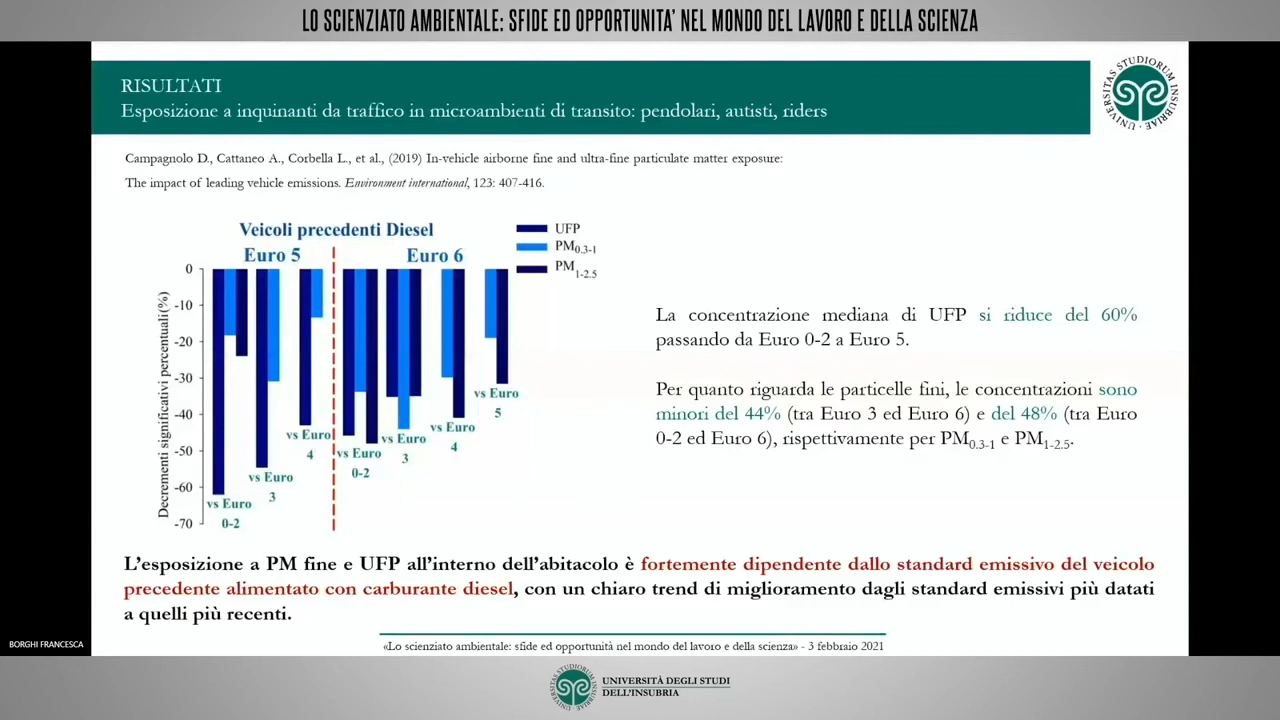 LO SCIENZIATO AMBIENTALE: SFIDE ED OPPORTUNITA' NEL MONDO DEL LAVORO E DELLA SCIENZA
RISULTATI
Esposizione a inquinanti da traffico in microambienti di transito: pendolari, autisti, riders
UNIVERSITAS STUDIORUM INSUBRIAE
Campagnolo D., Cattaneo A., Corbella L., et al., (2019) In-vehicle airborne fine and ultra-fine particulate matter exposure:
The impact of leading vehicle emissions. Environment international, 123: 407-416.
Veicoli precedenti Diesel
Euro 5
Euro 6
UFP
PM0.3-1
PM1-2.5
Decrementi significativi percentuali(%)
0
-10
-20
-30
-40
-50
-60
-70
vs Euro
0-2
vs Euro
3
vs Euro
4
vs Euro
0-2
vs Euro
3
vs Euro
4
vs Euro
5
La concentrazione mediana di UFP si riduce del 60%
passando da Euro 0-2 a Euro 5.
Per quanto riguarda le particelle fini, le concentrazioni sono
minori del 44% (tra Euro 3 ed Euro 6) e del 48% (tra Euro
0-2 ed Euro 6), rispettivamente per PM0.3-1 e PM1-2.5.
L'esposizione a PM fine e UFP all'interno dell'abitacolo è fortemente dipendente dallo standard emissivo del veicolo
precedente alimentato con carburante diesel, con un chiaro trend di miglioramento dagli standard emissivi più datati
a quelli più recenti.
BORGHI FRANCESCA
«Lo scienziato ambientale: sfide ed opportunità nel mondo del lavoro e della scienza» - 3 febbraio 2021
UNIVERSITÀ DEGLI STUDI
DELL'INSUBRIA